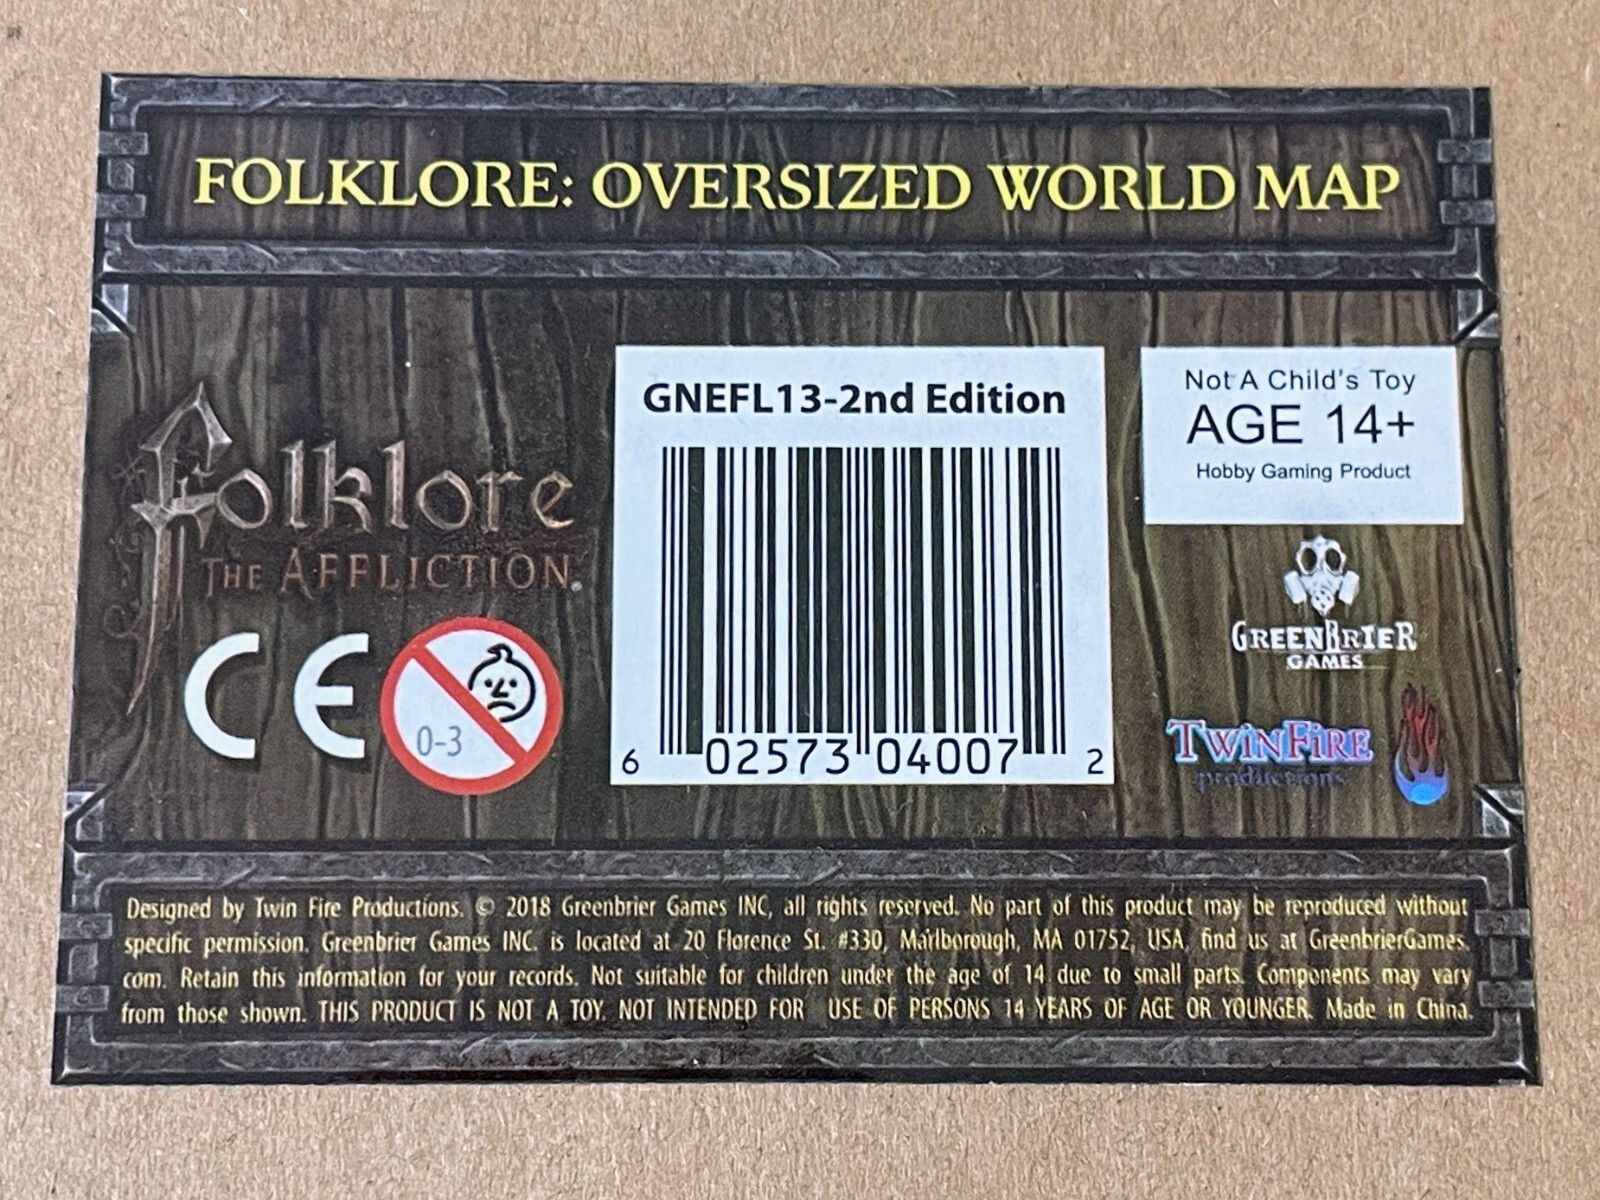 FOLKLORE: OVERSIZED WORLD MAP
Folklore
THE AFFLICTION®
CE
0-3
GNEFL13-2nd Edition
6 02573 04007 2
Not A Child's Toy
AGE 14+
Hobby Gaming Product
GREENBRIER
GAMES
TWINFIRE
productions
Designed by Twin Fire Productions. © 2018 Greenbrier Games INC, all rights reserved. No part of this product may be reproduced without
specific permission. Greenbrier Games INC. is located at 20 Florence St. #330, Marlborough, MA 01752, USA, find us at GreenbrierGames.
com. Retain this information for your records. Not suitable for children under the age of 14 due to small parts. Components may vary
from those shown. THIS PRODUCT IS NOT A TOY. NOT INTENDED FOR USE OF PERSONS 14 YEARS OF AGE OR YOUNGER. Made in China.